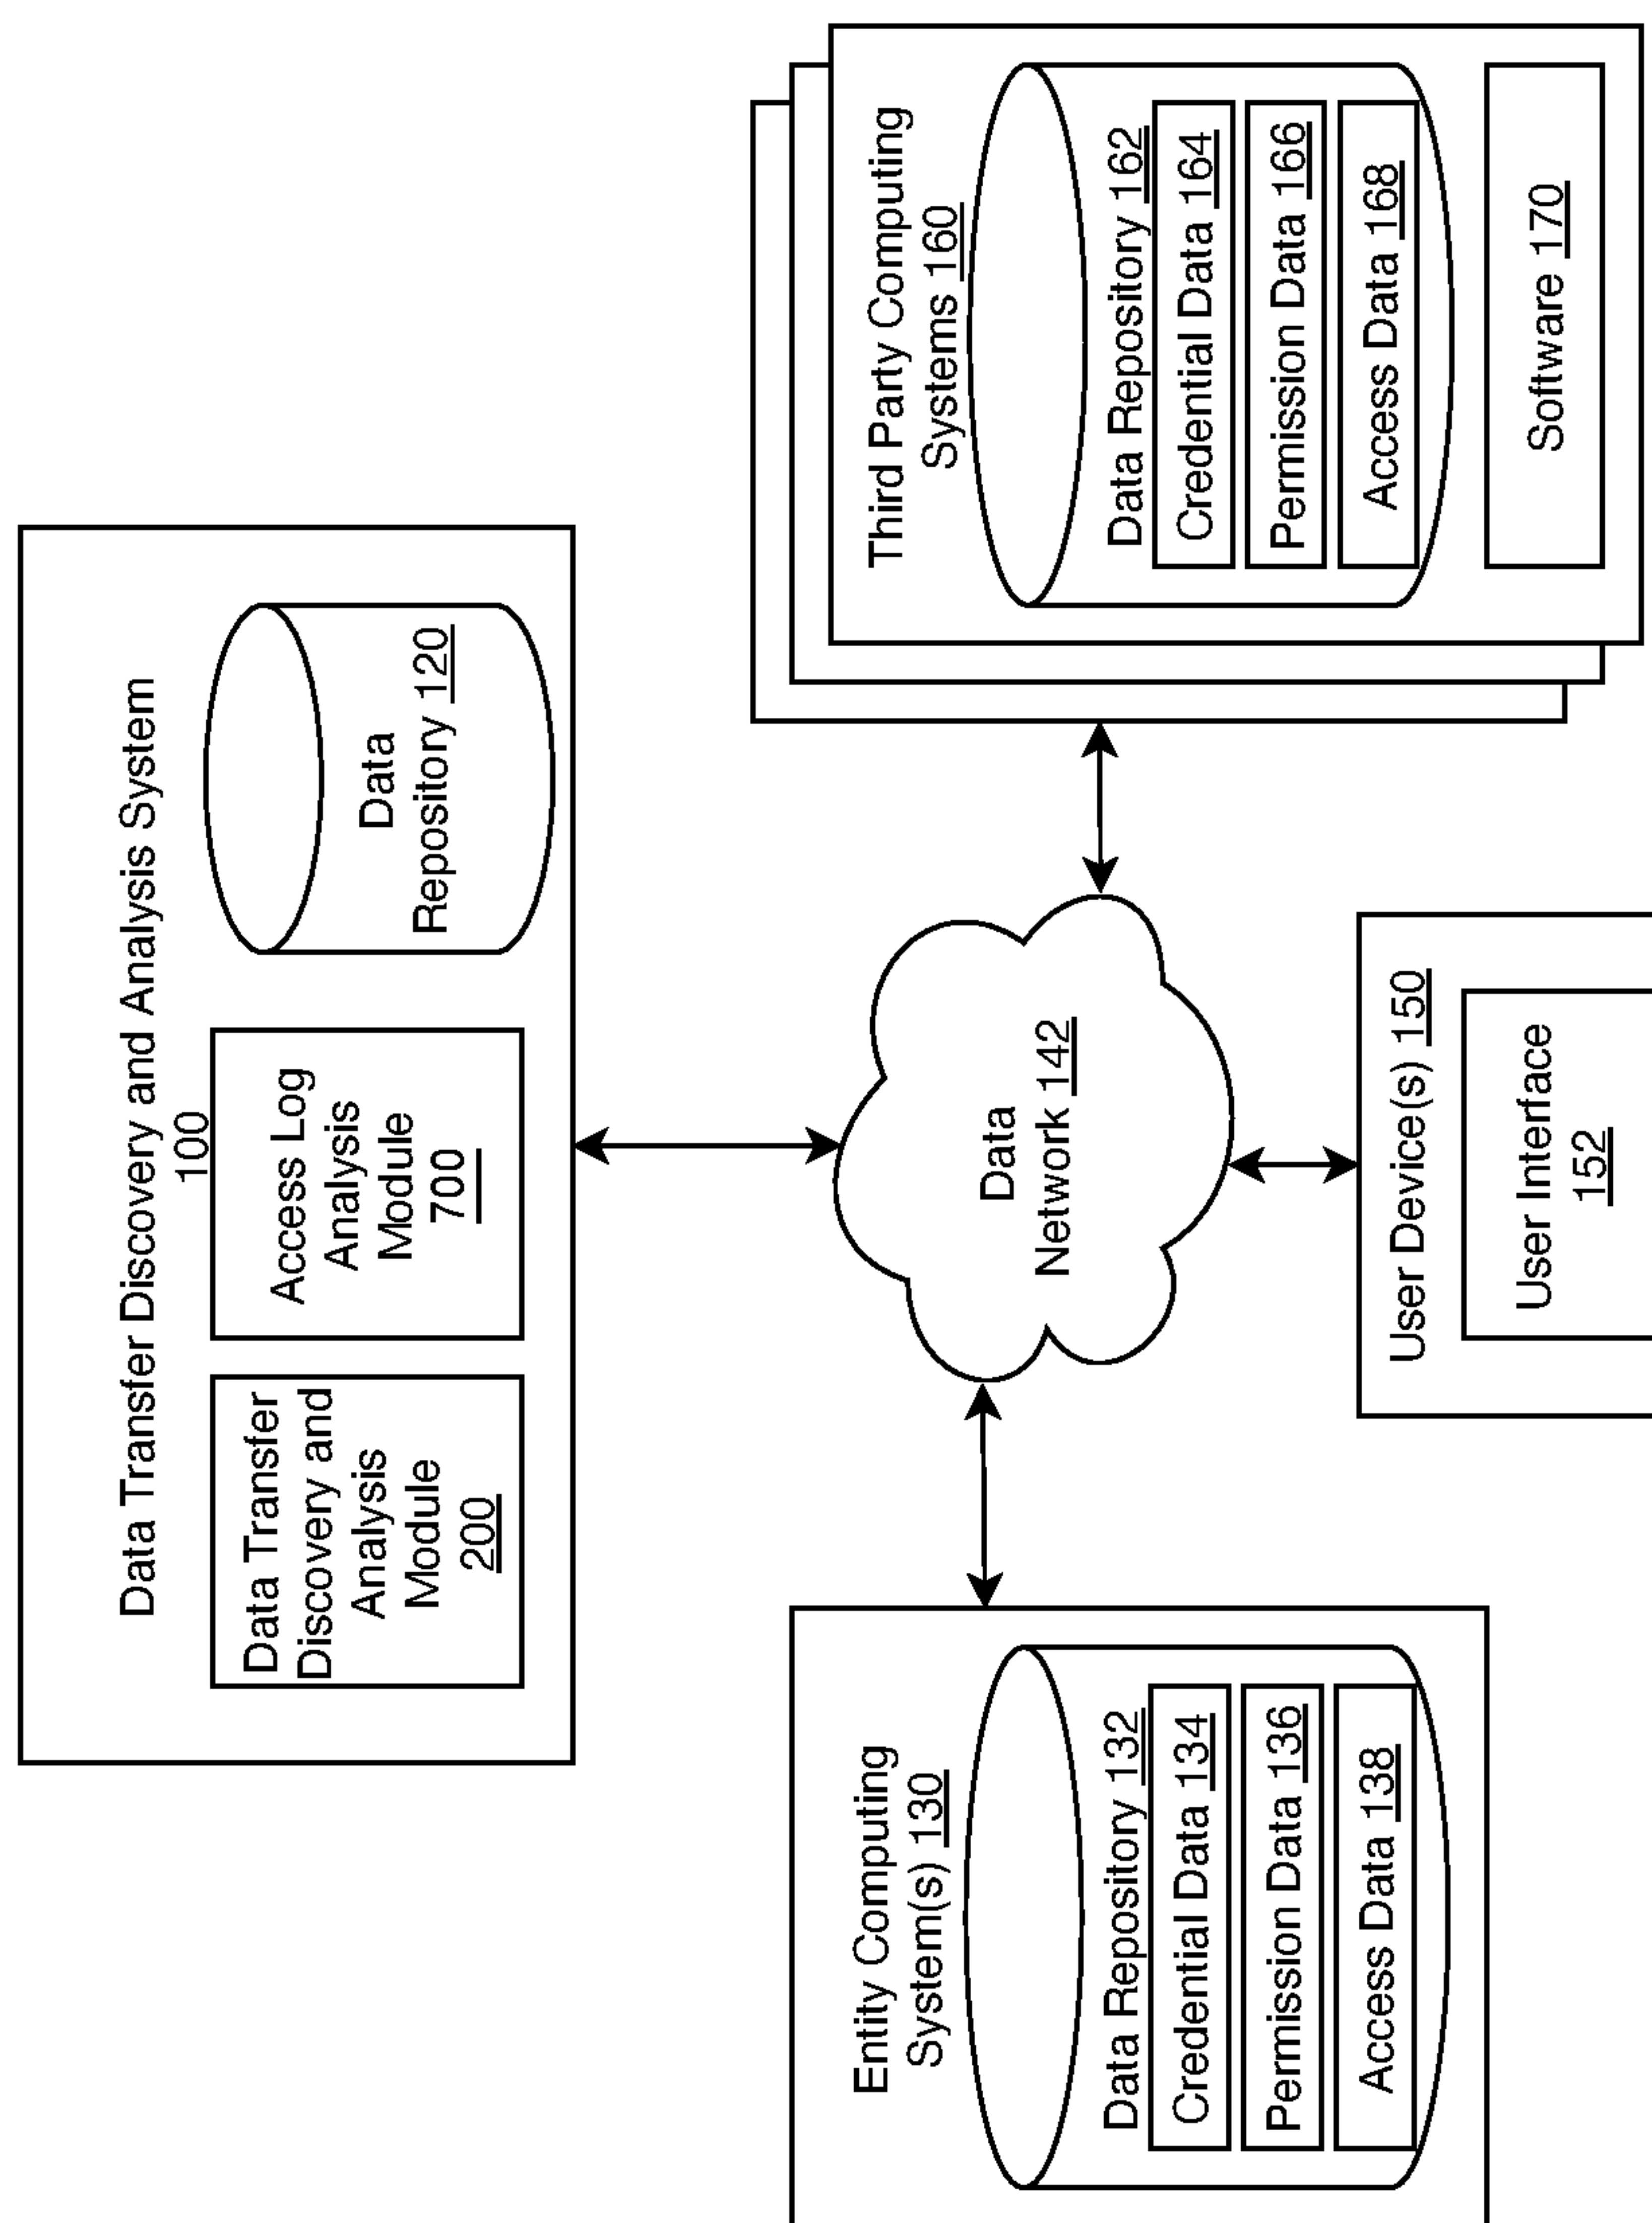 Data Transfer Discovery and Analysis System
100
Data Transfer
Discovery and
Analysis
Module
200
Access Log
Analysis
Module
700
Data
Repository 120
Entity Computing
System(s) 130
Data Repository 132
Credential Data 134
Permission Data 136
Access Data 138
Data
Network 142
Third Party Computing
Systems 160
Data Repository 162
Credential Data 164
Permission Data 166
Access Data 168
Software 170
User Device(s) 150
User Interface
152